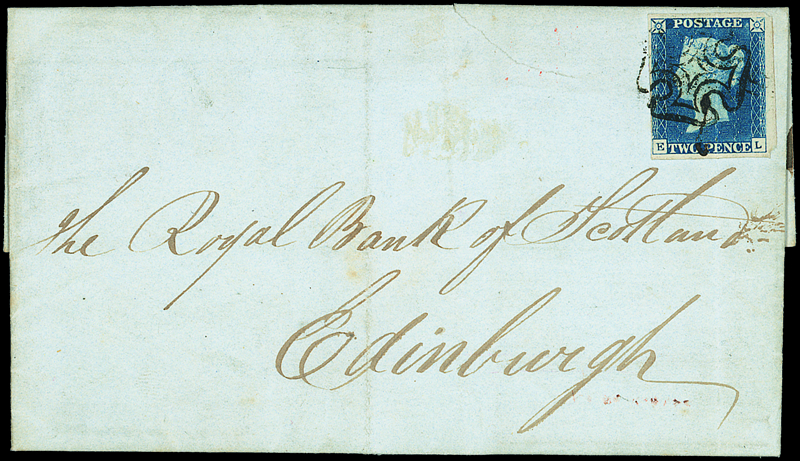 POSTAGE
E TWO PENCE L
The Royal Bank of Scotland
Edinburgh